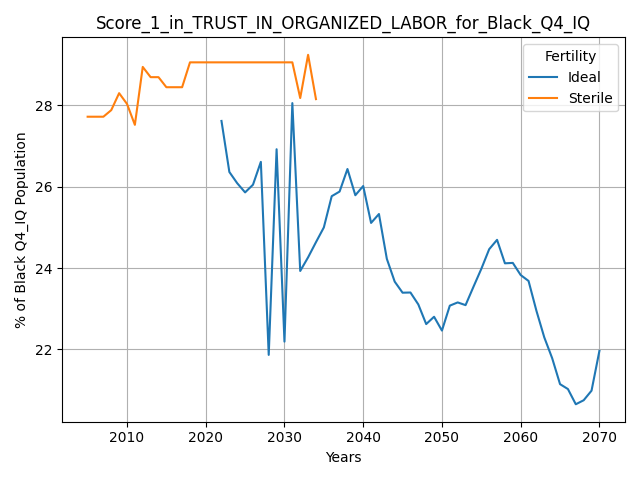 Score_1_in_TRUST_IN_ORGANIZED_LABOR_for_Black_Q4_IQ
Fertility
Ideal
Sterile
% of Black Q4_IQ Population
28
26
24
22
2010 2020 2030 2040 2050 2060 2070
Years